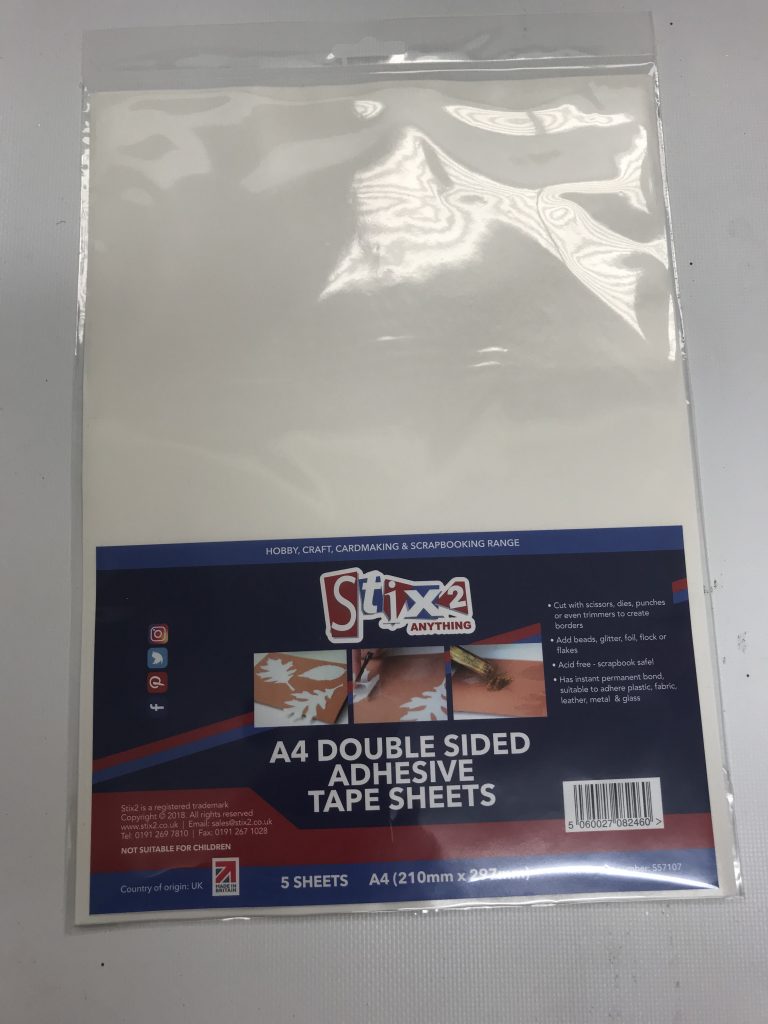 HOBBY, CRAFT, CARDMAKING & SCRAPBOOKING RANGE
Stix2
ANYTHING
• Cut with scissors, dies, punches
or even trimmers to create
borders
• Add beads, glitter, foil, flock or
flakes
• Acid free - scrapbook safe!
• Has instant permanent bond,
suitable to adhere plastic, fabric,
leather, metal & glass
A4 DOUBLE SIDED
ADHESIVE
TAPE SHEETS
Stix2 is a registered trademark
Copyright © 2018. All rights reserved
www.stix2.co.uk | Email: sales@stix2.co.uk
Tel: 0191 269 7810 | Fax: 0191 267 1028
NOT SUITABLE FOR CHILDREN
5 060027 082460 >
Country of origin: UK
MADE IN
BRITAIN
5 SHEETS A4 (210mm x 297mm)
557107